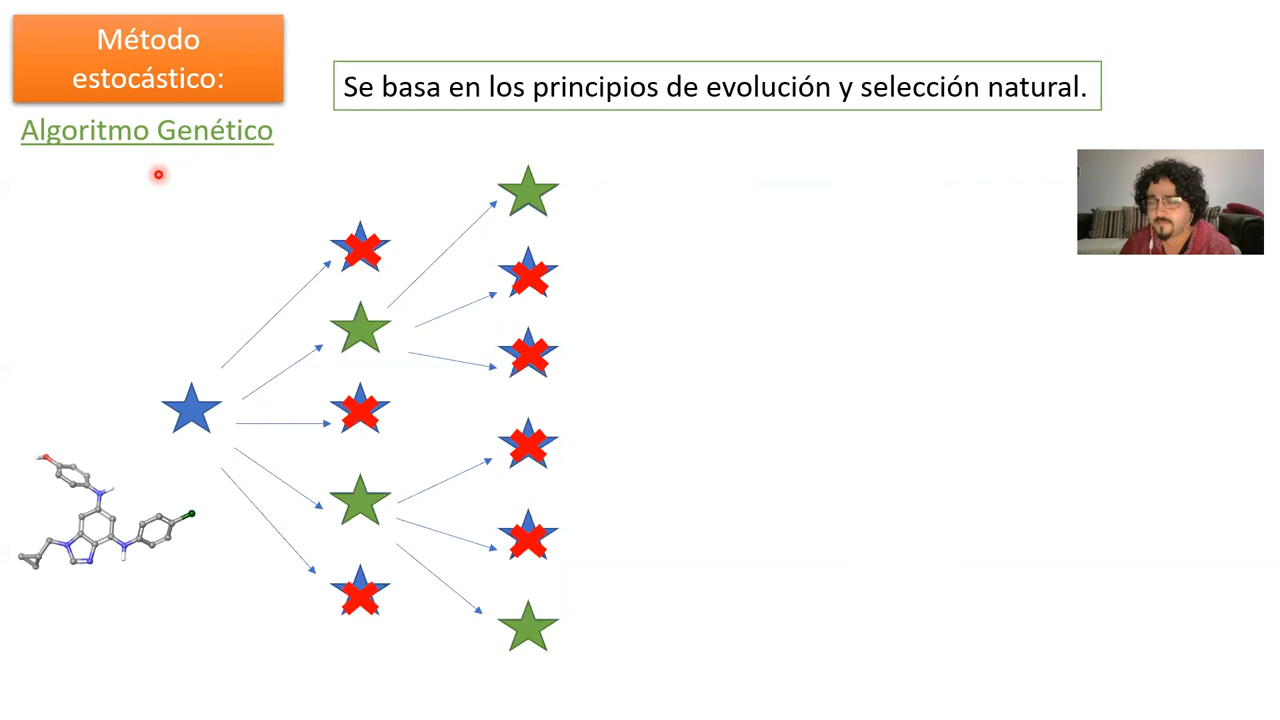 Método
estocástico:
Algoritmo Genético
Se basa en los principios de evolución y selección natural.